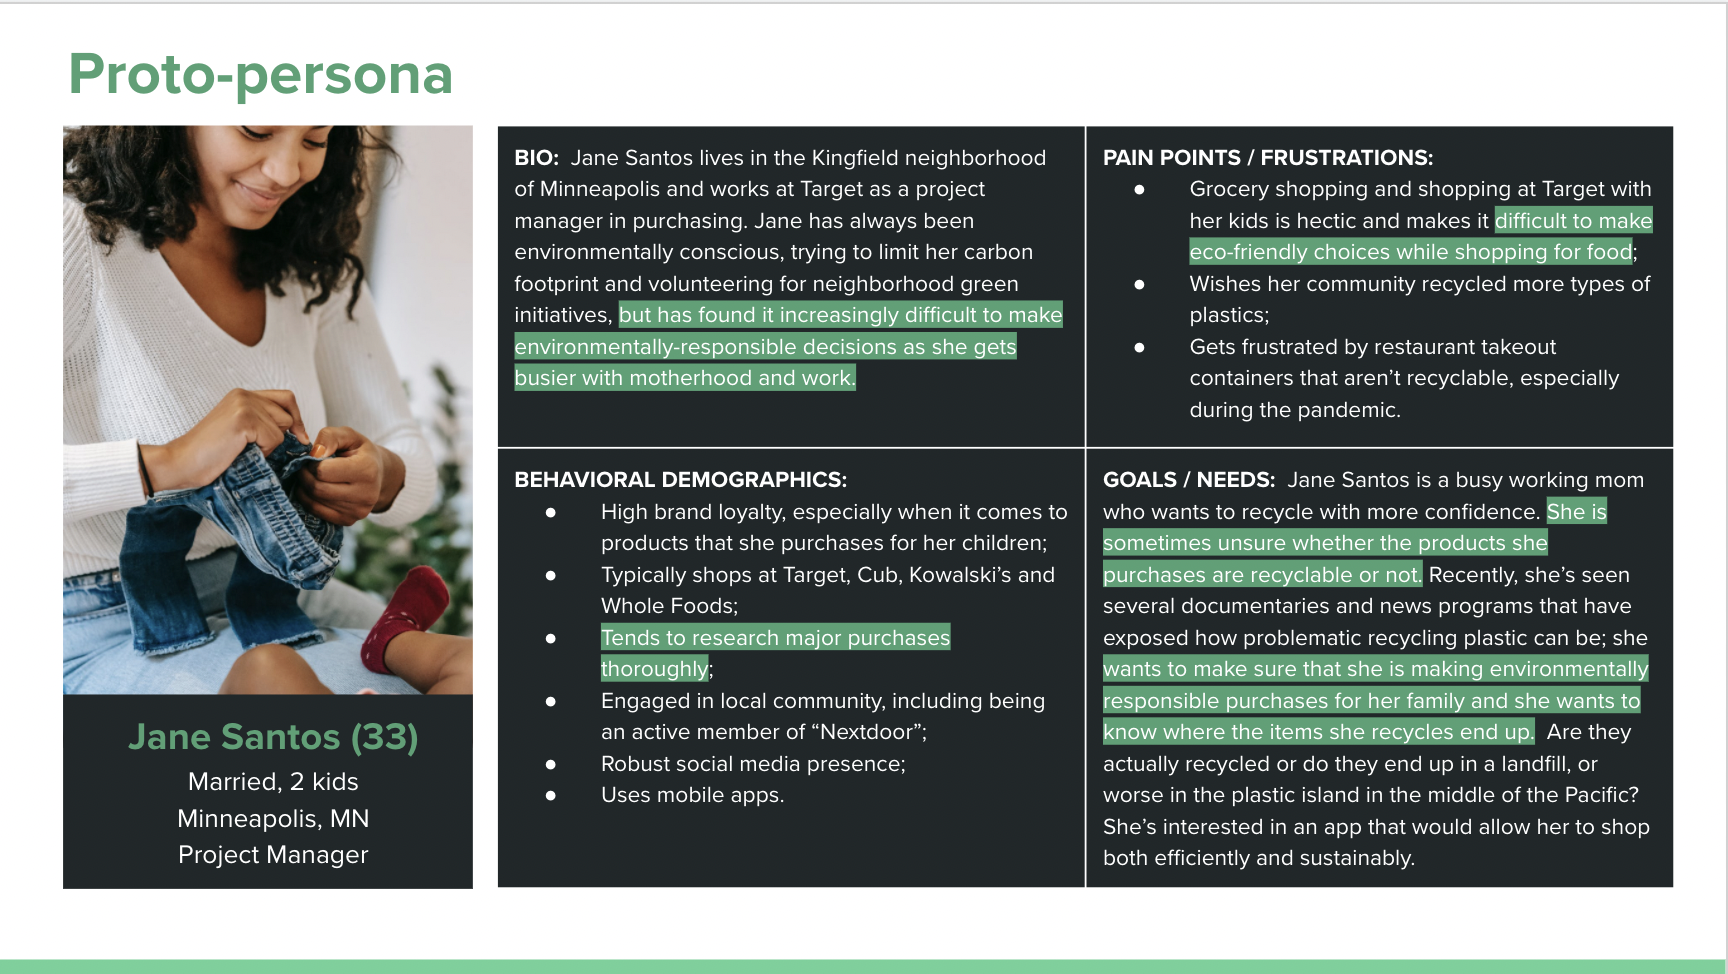 Proto-persona
Jane Santos (33)
Married, 2 kids
Minneapolis, MN
Project Manager
BIO: Jane Santos lives in the Kingfield neighborhood
of Minneapolis and works at Target as a project
manager in purchasing. Jane has always been
environmentally conscious, trying to limit her carbon
footprint and volunteering for neighborhood green
initiatives, but has found it increasingly difficult to make
environmentally-responsible decisions as she gets
busier with motherhood and work.
PAIN POINTS / FRUSTRATIONS:
● Grocery shopping and shopping at Target with
her kids is hectic and makes it difficult to make
eco-friendly choices while shopping for food;
● Wishes her community recycled more types of
plastics;
● Gets frustrated by restaurant takeout
containers that aren’t recyclable, especially
during the pandemic.
BEHAVIORAL DEMOGRAPHICS:
● High brand loyalty, especially when it comes to
products that she purchases for her children;
● Typically shops at Target, Cub, Kowalski’s and
Whole Foods;
● Tends to research major purchases
thoroughly;
● Engaged in local community, including being
an active member of “Nextdoor”;
● Robust social media presence;
● Uses mobile apps.
GOALS / NEEDS: Jane Santos is a busy working mom
who wants to recycle with more confidence. She is
sometimes unsure whether the products she
purchases are recyclable or not. Recently, she’s seen
several documentaries and news programs that have
exposed how problematic recycling plastic can be; she
wants to make sure that she is making environmentally
responsible purchases for her family and she wants to
know where the items she recycles end up. Are they
actually recycled or do they end up in a landfill, or
worse in the plastic island in the middle of the Pacific?
She’s interested in an app that would allow her to shop
both efficiently and sustainably.